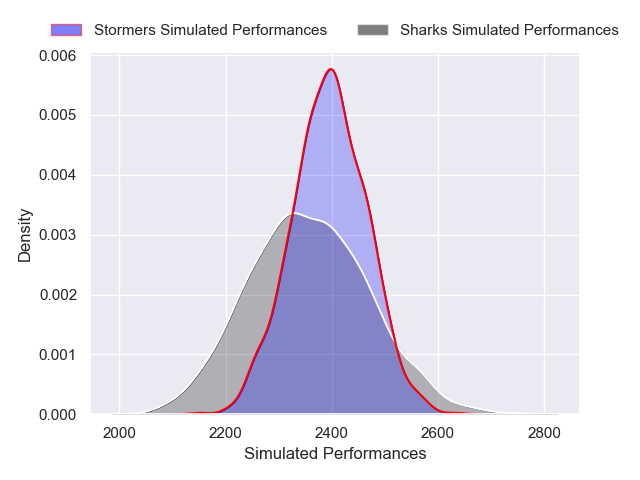 Stormers Simulated Performances Sharks Simulated Performances
0.006
0.005
0.004
0.003
0.002
0.001
0.000
Density
2000 2200 2400 2600 2800
Simulated Performances